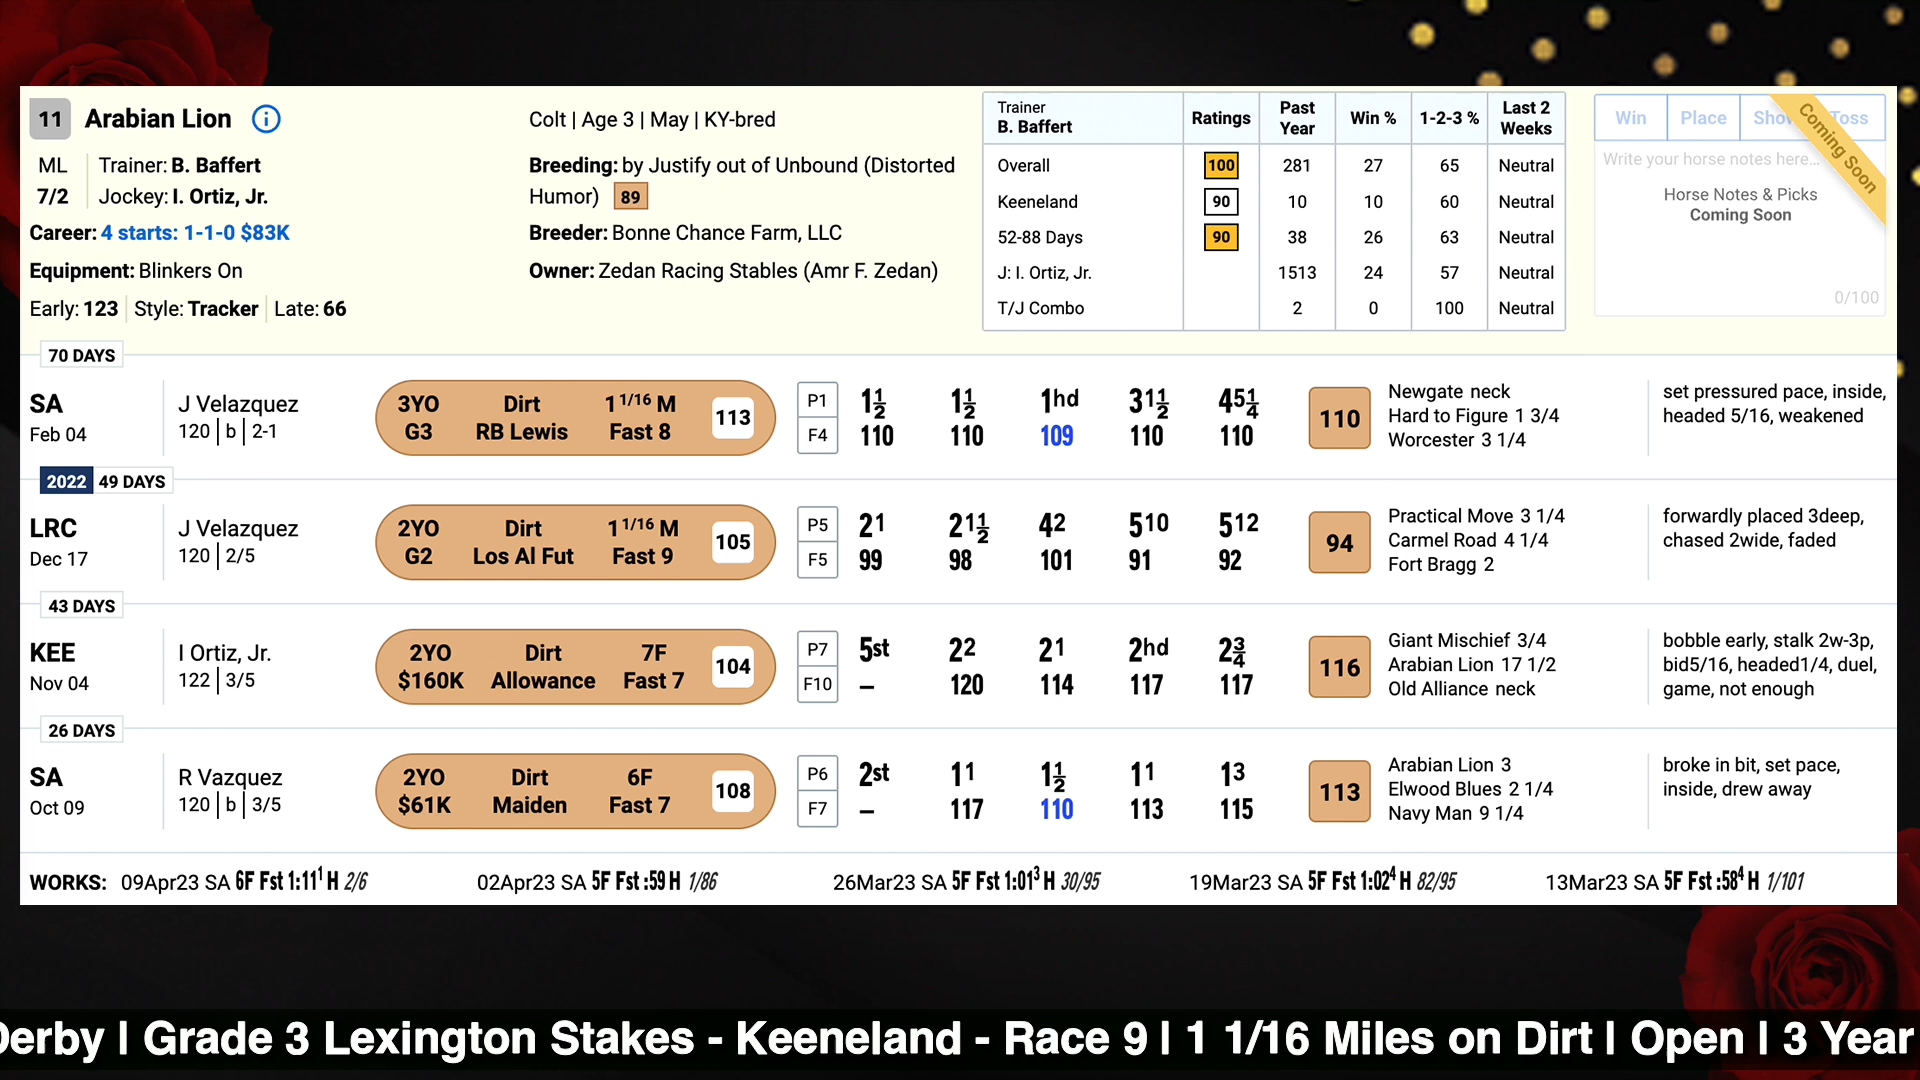 11 Arabian Lion i
ML
7/2
Trainer: B. Baffert
Jockey: I. Ortiz, Jr.
Career: 4 starts: 1-1-0 $83K
Equipment: Blinkers On
Early: 123 | Style: Tracker | Late: 66
Colt | Age 3 | May | KY-bred
Breeding: by Justify out of Unbound (Distorted
Humor) 89
Breeder: Bonne Chance Farm, LLC
Owner: Zedan Racing Stables (Amr F. Zedan)
Trainer
B. Baffert
Ratings
Past
Year
Win %
1-2-3 %
Last 2
Weeks
Overall 100 281 27 65 Neutral
Keeneland 90 10 10 60 Neutral
52-88 Days 90 38 26 63 Neutral
J: I. Ortiz, Jr. 1513 24 57 Neutral
T/J Combo 2 0 100 Neutral
Win Place Show Toss
Coming Soon
Write your horse notes here...
Horse Notes & Picks
Coming Soon
0/100
70 DAYS
SA
Feb 04
J Velazquez
120 | b | 2-1
3YO Dirt 1 1/16 M
G3 RB Lewis Fast 8
113
P1
F4
1½ 1½ 1hd 31½ 45¼
110 110 109 110 110
110
Newgate neck
Hard to Figure 1 3/4
Worcester 3 1/4
set pressured pace, inside,
headed 5/16, weakened
2022 49 DAYS
LRC
Dec 17
J Velazquez
120 | 2/5
2YO Dirt 1 1/16 M
G2 Los Al Fut Fast 9
105
P5
F5
21 21½ 42 510 512
99 98 101 91 92
94
Practical Move 3 1/4
Carmel Road 4 1/4
Fort Bragg 2
forwardly placed 3deep,
chased 2wide, faded
43 DAYS
KEE
Nov 04
I Ortiz, Jr.
122 | 3/5
2YO Dirt 7F
$160K Allowance Fast 7
104
P7
F10
5st 22 21 2hd 2¾
– 120 114 117 117
116
Giant Mischief 3/4
Arabian Lion 17 1/2
Old Alliance neck
bobble early, stalk 2w-3p,
bid5/16, headed1/4, duel,
game, not enough
26 DAYS
SA
Oct 09
R Vazquez
120 | b | 3/5
2YO Dirt 6F
$61K Maiden Fast 7
108
P6
F7
2st 11 1½ 11 13
– 117 110 113 115
113
Arabian Lion 3
Elwood Blues 2 1/4
Navy Man 9 1/4
broke in bit, set pace,
inside, drew away
WORKS: 09Apr23 SA 6F Fst 1:11¹ H 2/6 02Apr23 SA 5F Fst :59 H 1/86 26Mar23 SA 5F Fst 1:01³ H 30/95 19Mar23 SA 5F Fst 1:02⁴ H 82/95 13Mar23 SA 5F Fst :58⁴ H 1/101
Derby | Grade 3 Lexington Stakes - Keeneland - Race 9 | 1 1/16 Miles on Dirt | Open | 3 Year